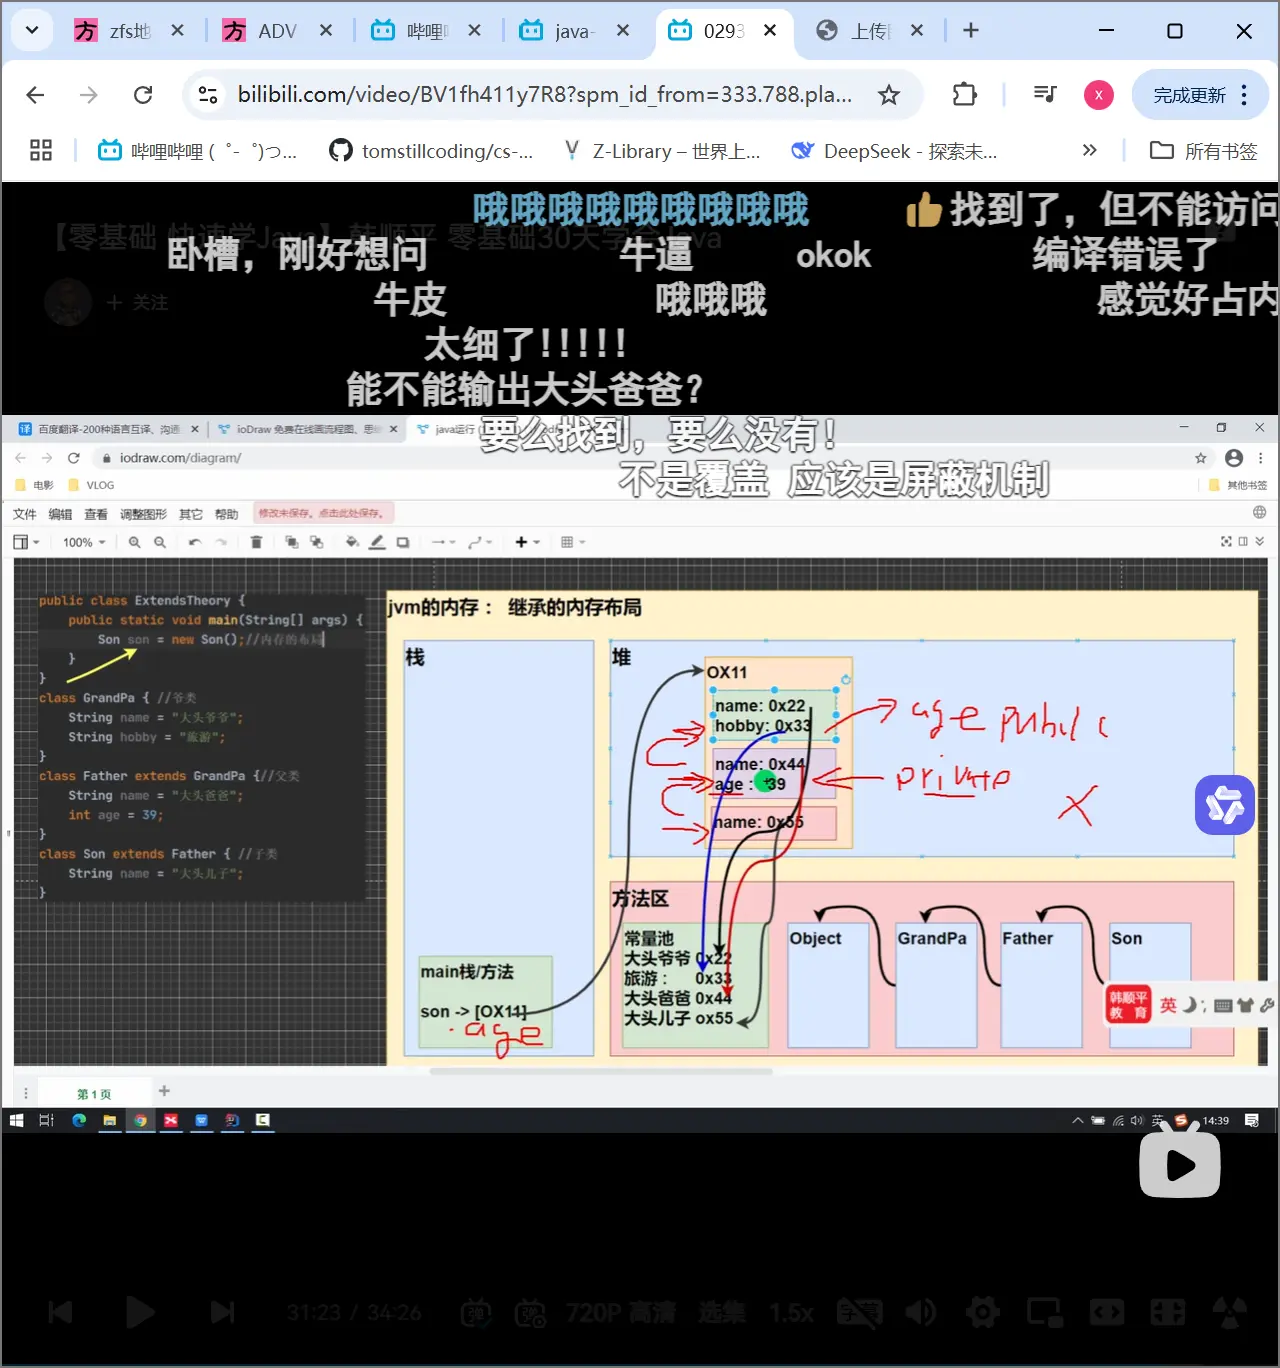 zfs地
ADV
哔哩
java-
0293
上传
bilibili.com/video/BV1fh411y7R8?spm_id_from=333.788.pla...
X
完成更新
哔哩哔哩 (゜-゜)つ...
tomstillcoding/cs-...
Z-Library – 世界上...
DeepSeek - 探索未...
所有书签
哦哦哦哦哦哦哦哦哦
找到了，但不能访问
【零基础 快速学Java】韩顺平 零基础30天学会Java
卧槽，刚好想问
牛逼
okok
编译错误了
+ 关注
牛皮
哦哦哦
感觉好占内
太细了!!!!!
能不能输出大头爸爸？
要么找到，要么没有！
不是覆盖 应该是屏蔽机制
百度翻译-200种语言互译、沟通
ioDraw 免费在线画流程图、思
java运行
iodraw.com/diagram/
电影
VLOG
其他书签
文件 编辑 查看 调整图形 其它 帮助
修改未保存。点击此处保存。
100%
public class ExtendsTheory {
public static void main(String[] args) {
Son son = new Son();//内存的布局
}
}
class GrandPa { //爷类
String name = "大头爷爷";
String hobby = "旅游";
}
class Father extends GrandPa {//父类
String name = "大头爸爸";
int age = 39;
}
class Son extends Father { //子类
String name = "大头儿子";
}
jvm的内存： 继承的内存布局
栈
堆
OX11
name: 0x22
hobby: 0x33
name: 0x44
age : 39
name: 0x55
age public
private
X
main栈/方法
son -> [OX11]
.age
方法区
常量池
大头爷爷 0x22
旅游： 0x33
大头爸爸 0x44
大头儿子 ox55
Object
GrandPa
Father
Son
韩顺平
教 育
英
第 1 页
英
14:39
31:23 / 34:26
弹
弹
720P 高清
选集
1.5x
字幕